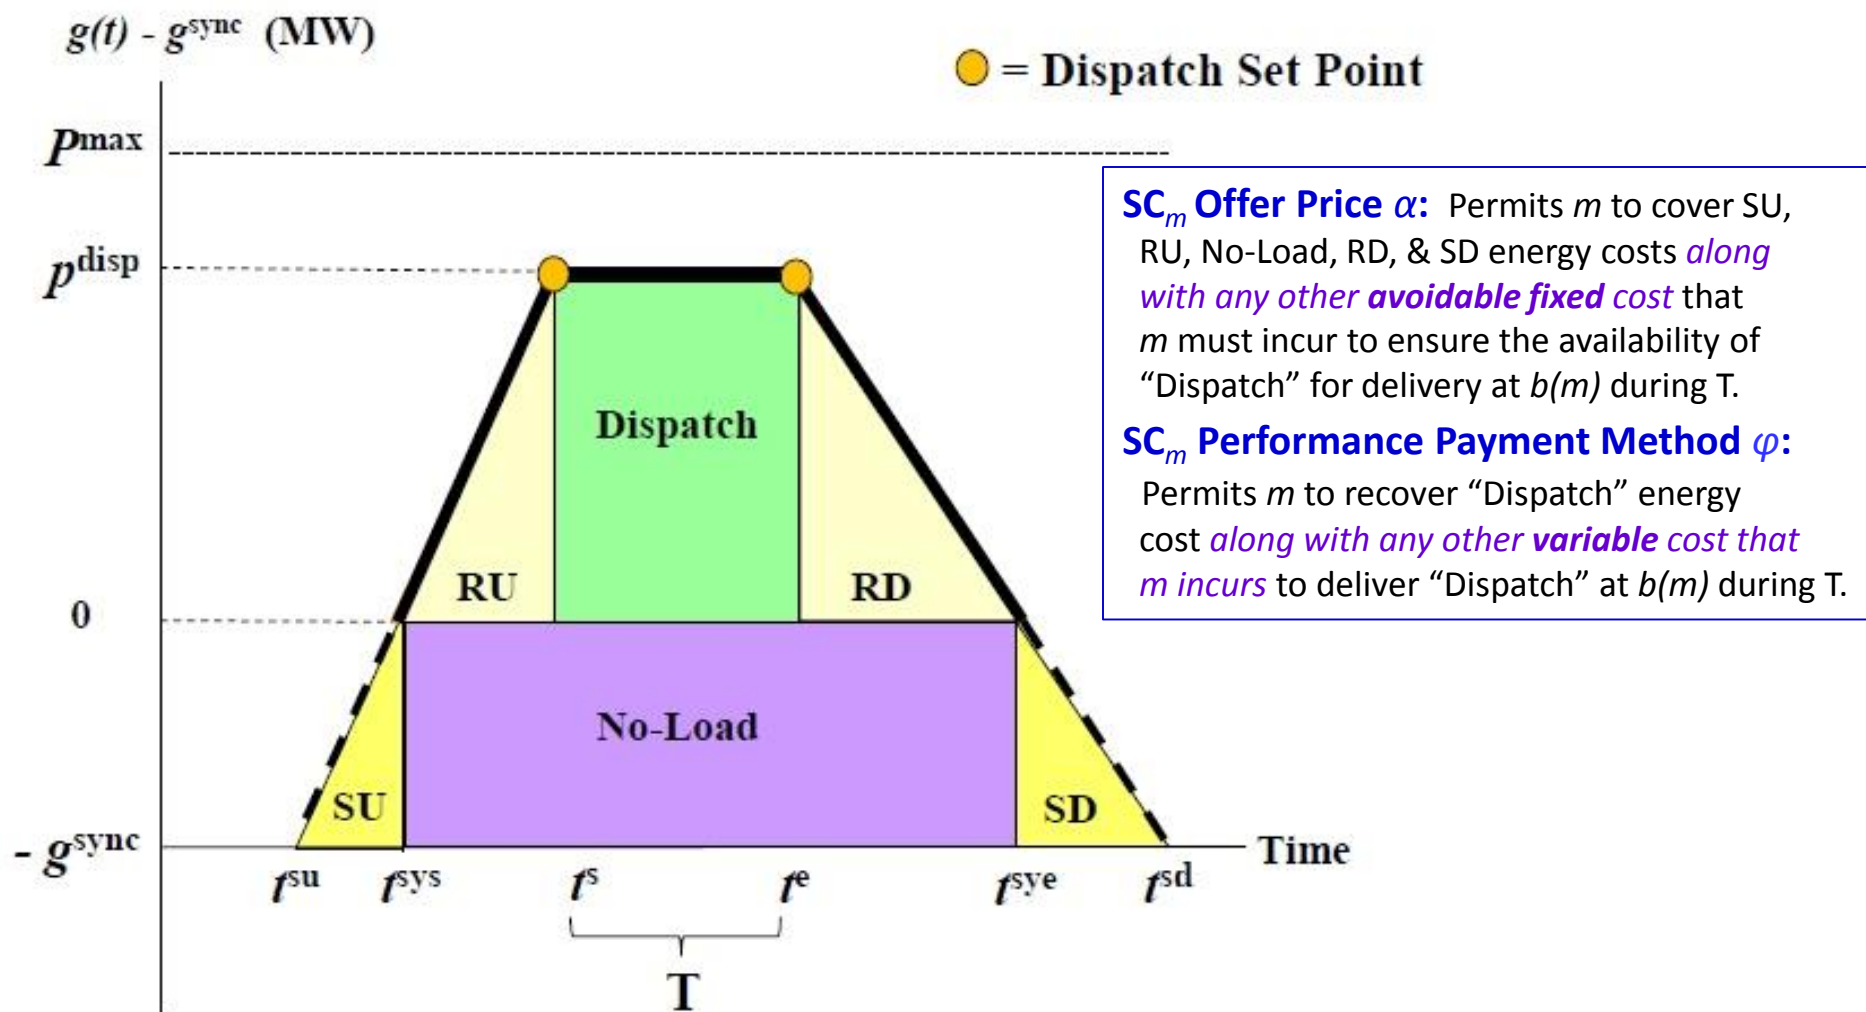 g(t) - g^sync (MW)
= Dispatch Set Point
P^max
SC_m Offer Price α: Permits m to cover SU,
RU, No-Load, RD, & SD energy costs along
with any other avoidable fixed cost that
m must incur to ensure the availability of
“Dispatch” for delivery at b(m) during T.
SC_m Performance Payment Method φ:
Permits m to recover “Dispatch” energy
cost along with any other variable cost that
m incurs to deliver “Dispatch” at b(m) during T.
p^disp
Dispatch
RU
RD
0
No-Load
SU
SD
- g^sync
Time
t^su t^sys t^s t^e t^sye t^sd
T